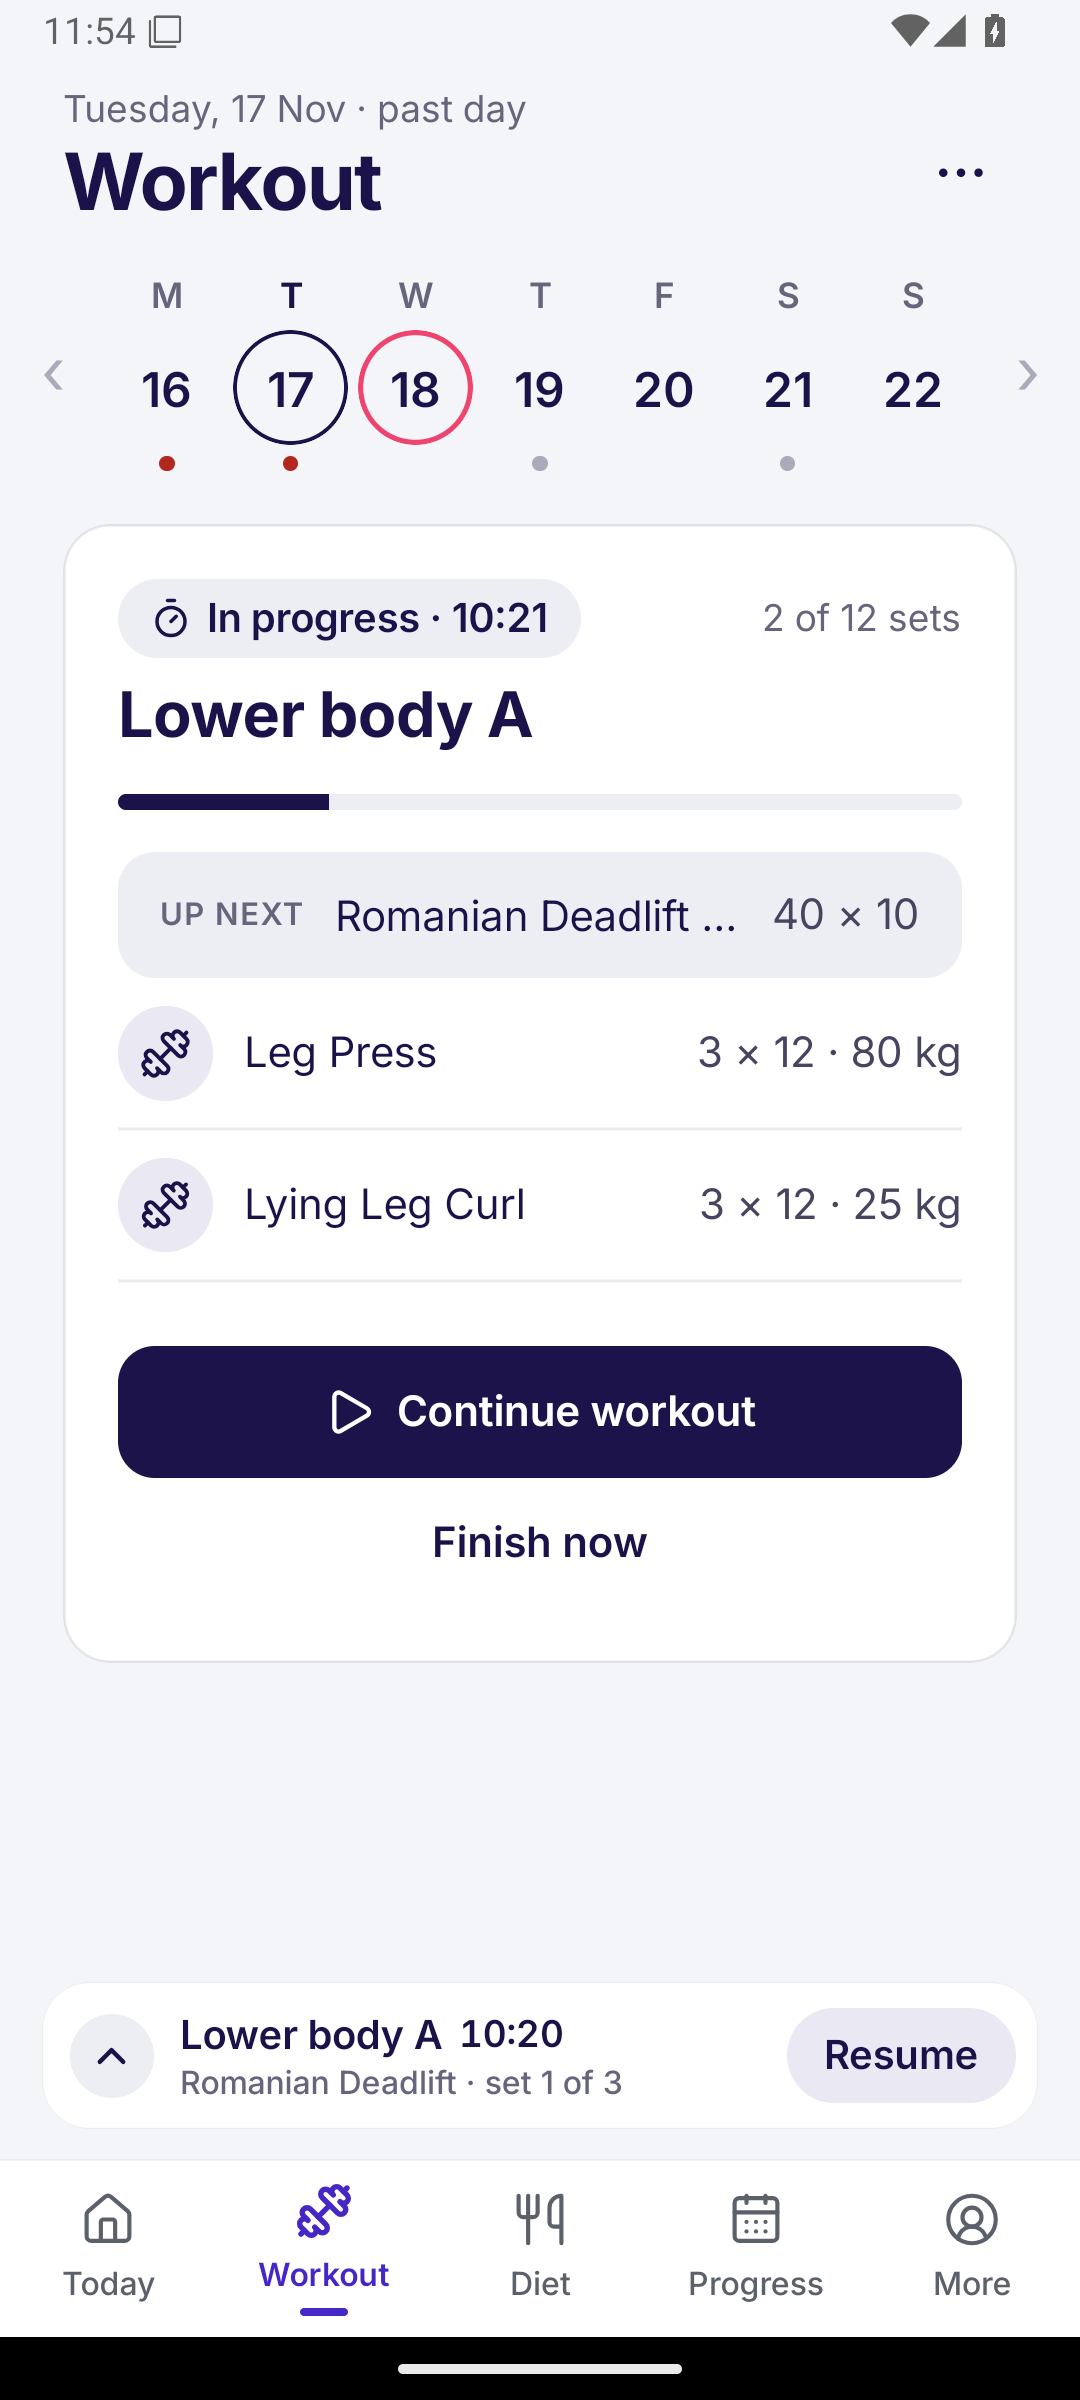 11:54
Tuesday, 17 Nov · past day
Workout
...
M T W T F S S
‹ 16 17 18 19 20 21 22 ›
In progress · 10:21
2 of 12 sets
Lower body A
UP NEXT Romanian Deadlift ... 40 × 10
Leg Press 3 × 12 · 80 kg
Lying Leg Curl 3 × 12 · 25 kg
Continue workout
Finish now
Lower body A 10:20
Romanian Deadlift · set 1 of 3
Resume
Today Workout Diet Progress More